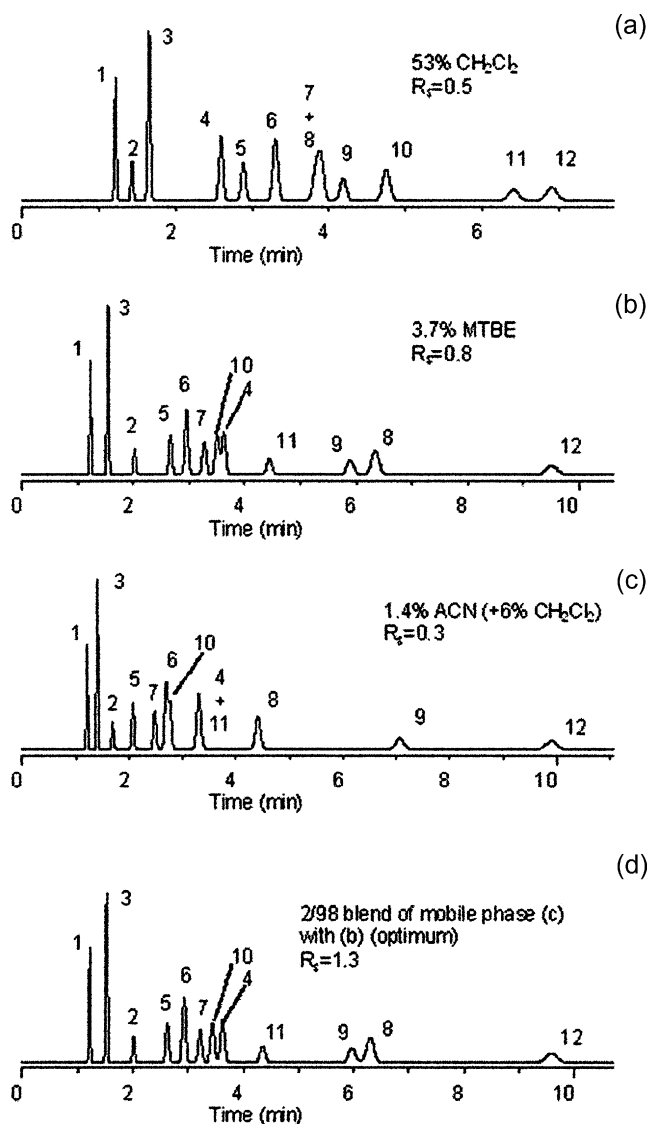 (a)
53% CH₂Cl₂
Rₛ=0.5
1
2
3
4
5
6
7
+
8
9
10
11
12
0 2 4 6
Time (min)
(b)
3.7% MTBE
Rₛ=0.8
1
3
2
5
6
7
10
4
11
9
8
12
0 2 4 6 8 10
Time (min)
(c)
1.4% ACN (+6% CH₂Cl₂)
Rₛ=0.3
1
3
2
5
7
6
10
4
+
11
8
9
12
0 2 4 6 8 10
Time (min)
(d)
2/98 blend of mobile phase (c)
with (b) (optimum)
Rₛ=1.3
1
3
2
5
6
7
10
4
11
9
8
12
0 2 4 6 8 10
Time (min)